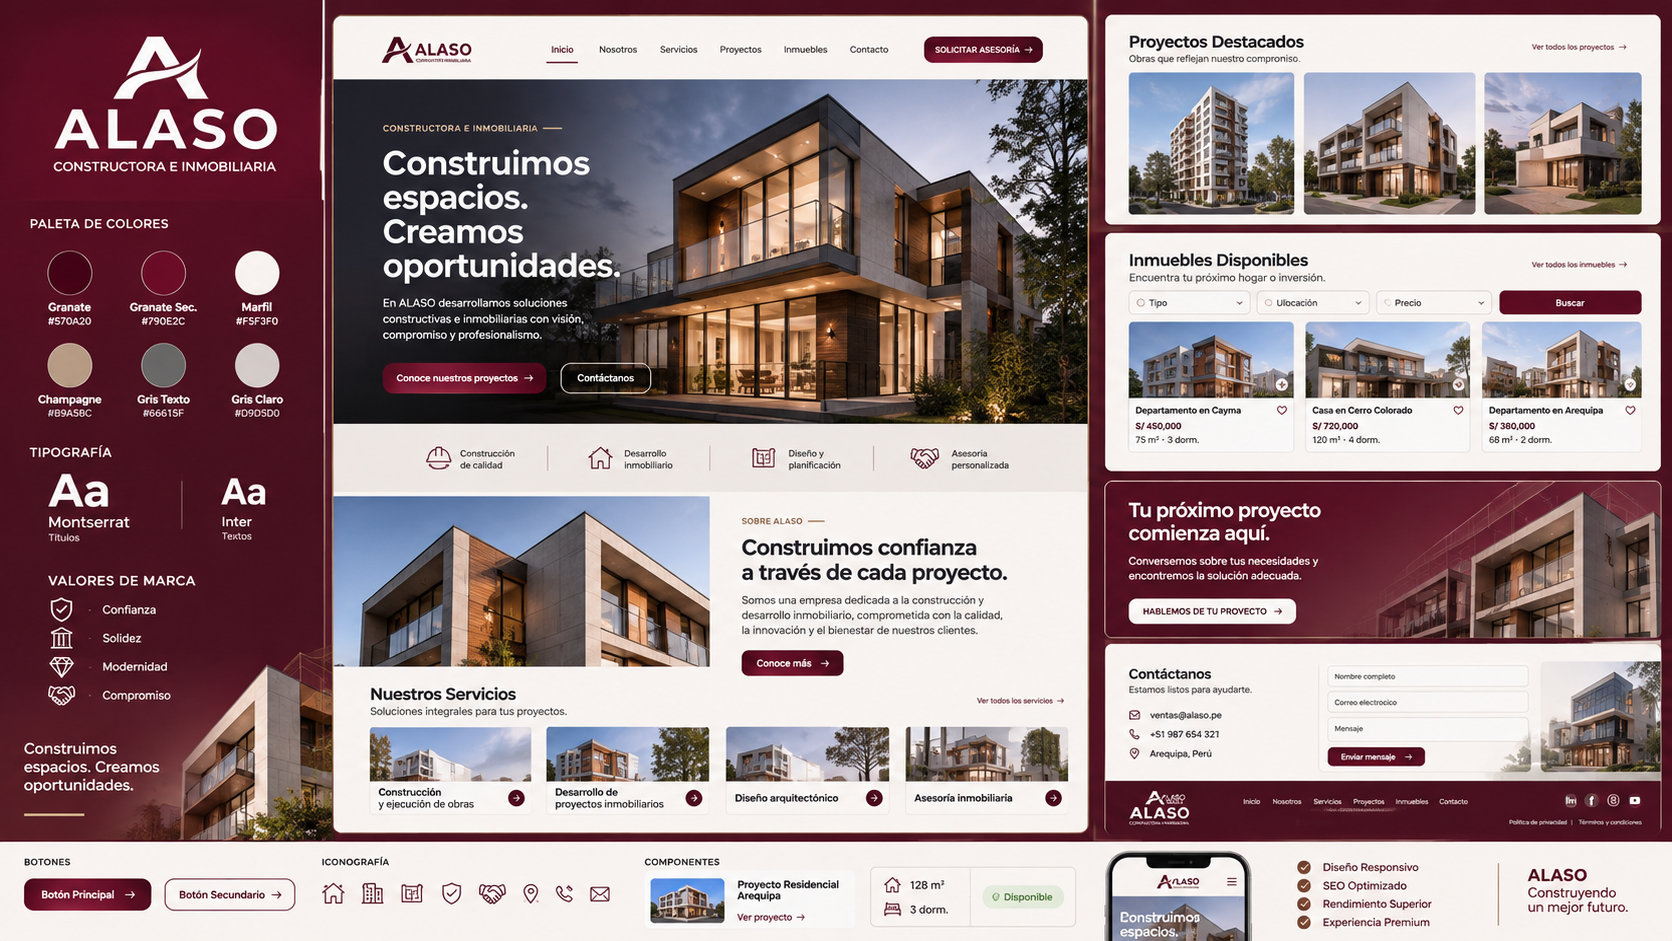 ALASO
CONSTRUCTORA E INMOBILIARIA
PALETA DE COLORES
Granate
#570A20
Granate Sec.
#790E2C
Marfil
#F5F3F0
Champagne
#B9A58C
Gris Texto
#66615F
Gris Claro
#D9D5D0
TIPOGRAFÍA
Aa
Montserrat
Títulos
Aa
Inter
Textos
VALORES DE MARCA
Confianza
Solidez
Modernidad
Compromiso
Construimos
espacios. Creamos
oportunidades.
ALASO
Inicio
Nosotros
Servicios
Proyectos
Inmuebles
Contacto
SOLICITAR ASESORÍA →
CONSTRUCTORA E INMOBILIARIA
Construimos
espacios.
Creamos
oportunidades.
En ALASO desarrollamos soluciones
constructivas e inmobiliarias con visión,
compromiso y profesionalismo.
Conoce nuestros proyectos →
Contáctanos
Construcción
de calidad
Desarrollo
inmobiliario
Diseño y
planificación
Asesoría
personalizada
SOBRE ALASO
Construimos confianza
a través de cada proyecto.
Somos una empresa dedicada a la construcción y
desarrollo inmobiliario, comprometida con la calidad,
la innovación y el bienestar de nuestros clientes.
Conoce más →
Nuestros Servicios
Soluciones integrales para tus proyectos.
Ver todos los servicios →
Construcción
y ejecución de obras
Desarrollo de
proyectos inmobiliarios
Diseño arquitectónico
Asesoría inmobiliaria
Proyectos Destacados
Obras que reflejan nuestro compromiso.
Ver todos los proyectos →
Inmuebles Disponibles
Encuentra tu próximo hogar o inversión.
Ver todos los inmuebles →
Tipo
Ulocación
Precio
Buscar
Departamento en Cayma
S/ 450,000
75 m² · 3 dorm.
Casa en Cerro Colorado
S/ 720,000
120 m² · 4 dorm.
Departamento en Arequipa
S/ 380,000
68 m² · 2 dorm.
Tu próximo proyecto
comienza aquí.
Conversemos sobre tus necesidades y
encontremos la solución adecuada.
HABLEMOS DE TU PROYECTO →
Contáctanos
Estamos listos para ayudarte.
ventas@alaso.pe
+51 987 654 321
Arequipa, Perú
Nombre completo
Correo electrocico
Mensaje
Enviar mensaje →
ALASO
Inicio
Nosotros
Servicios
Proyectos
Inmuebles
Contacto
Política de privacidad | Términos y condiciones
BOTONES
Botón Principal →
Botón Secundario →
ICONOGRAFÍA
COMPONENTES
Proyecto Residencial
Arequipa
Ver proyecto →
128 m²
3 dorm.
Disponible
ALASO
Construimos
espacios.
Diseño Responsivo
SEO Optimizado
Rendimiento Superior
Experiencia Premium
ALASO
Construyendo
un mejor futuro.